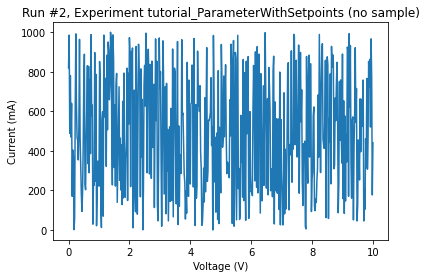 Run #2, Experiment tutorial_ParameterWithSetpoints (no sample)
1000
800
600
400
200
0
Current (mA)
0 2 4 6 8 10
Voltage (V)